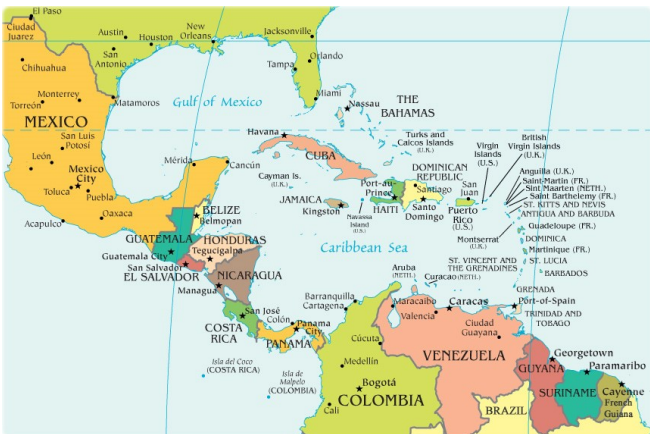 El Paso
Ciudad
Juarez
Austin
Houston
New
Orleans
Jacksonville
San
Antonio
Orlando
Tampa
Chihuahua
Monterrey
Torreón
Matamoros
Gulf of Mexico
Miami
Nassau
THE
BAHAMAS
MEXICO
San Luis
Potosí
León
Mexico
City
Toluca
Puebla
Mérida
Cancún
Havana
CUBA
Cayman Is.
(U.K.)
Turks and
Caicos Islands
(U.K.)
Virgin
Islands
(U.S.)
British
Virgin Islands
(U.K.)
DOMINICAN
REPUBLIC
Port-au
Prince
Santiago
San
Juan
Anguilla (U.K.)
Saint-Martin (FR.)
Sint Maarten (NETH.)
Saint Barthelemy (FR.)
ST. KITTS AND NEVIS
ANTIGUA AND BARBUDA
Guadeloupe (FR.)
DOMINICA
Martinique (FR.)
ST. LUCIA
BARBADOS
Acapulco
Oaxaca
BELIZE
Belmopan
JAMAICA
Kingston
Navassa
Island
(U.S.)
HAITI
Santo
Domingo
Puerto
Rico
(U.S.)
Montserrat
(U.K.)
GUATEMALA
Guatemala City
HONDURAS
Tegucigalpa
San Salvador
EL SALVADOR
NICARAGUA
Managua
Caribbean Sea
Aruba
(NETH.)
Curacao (NETH.)
ST. VINCENT AND
THE GRENADINES
GRENADA
Port-of-Spain
TRINIDAD AND
TOBAGO
COSTA
RICA
San José
Colón
Panama
City
PANAMA
Barranquilla
Cartagena
Maracaibo
Caracas
Valencia
Ciudad
Guayana
Cúcuta
VENEZUELA
Isla del Coco
(COSTA RICA)
Isla de
Malpelo
(COLOMBIA)
Medellín
Bogotá
COLOMBIA
Cali
BRAZIL
Georgetown
GUYANA
Paramaribo
SURINAME
Cayenne
French
Guiana